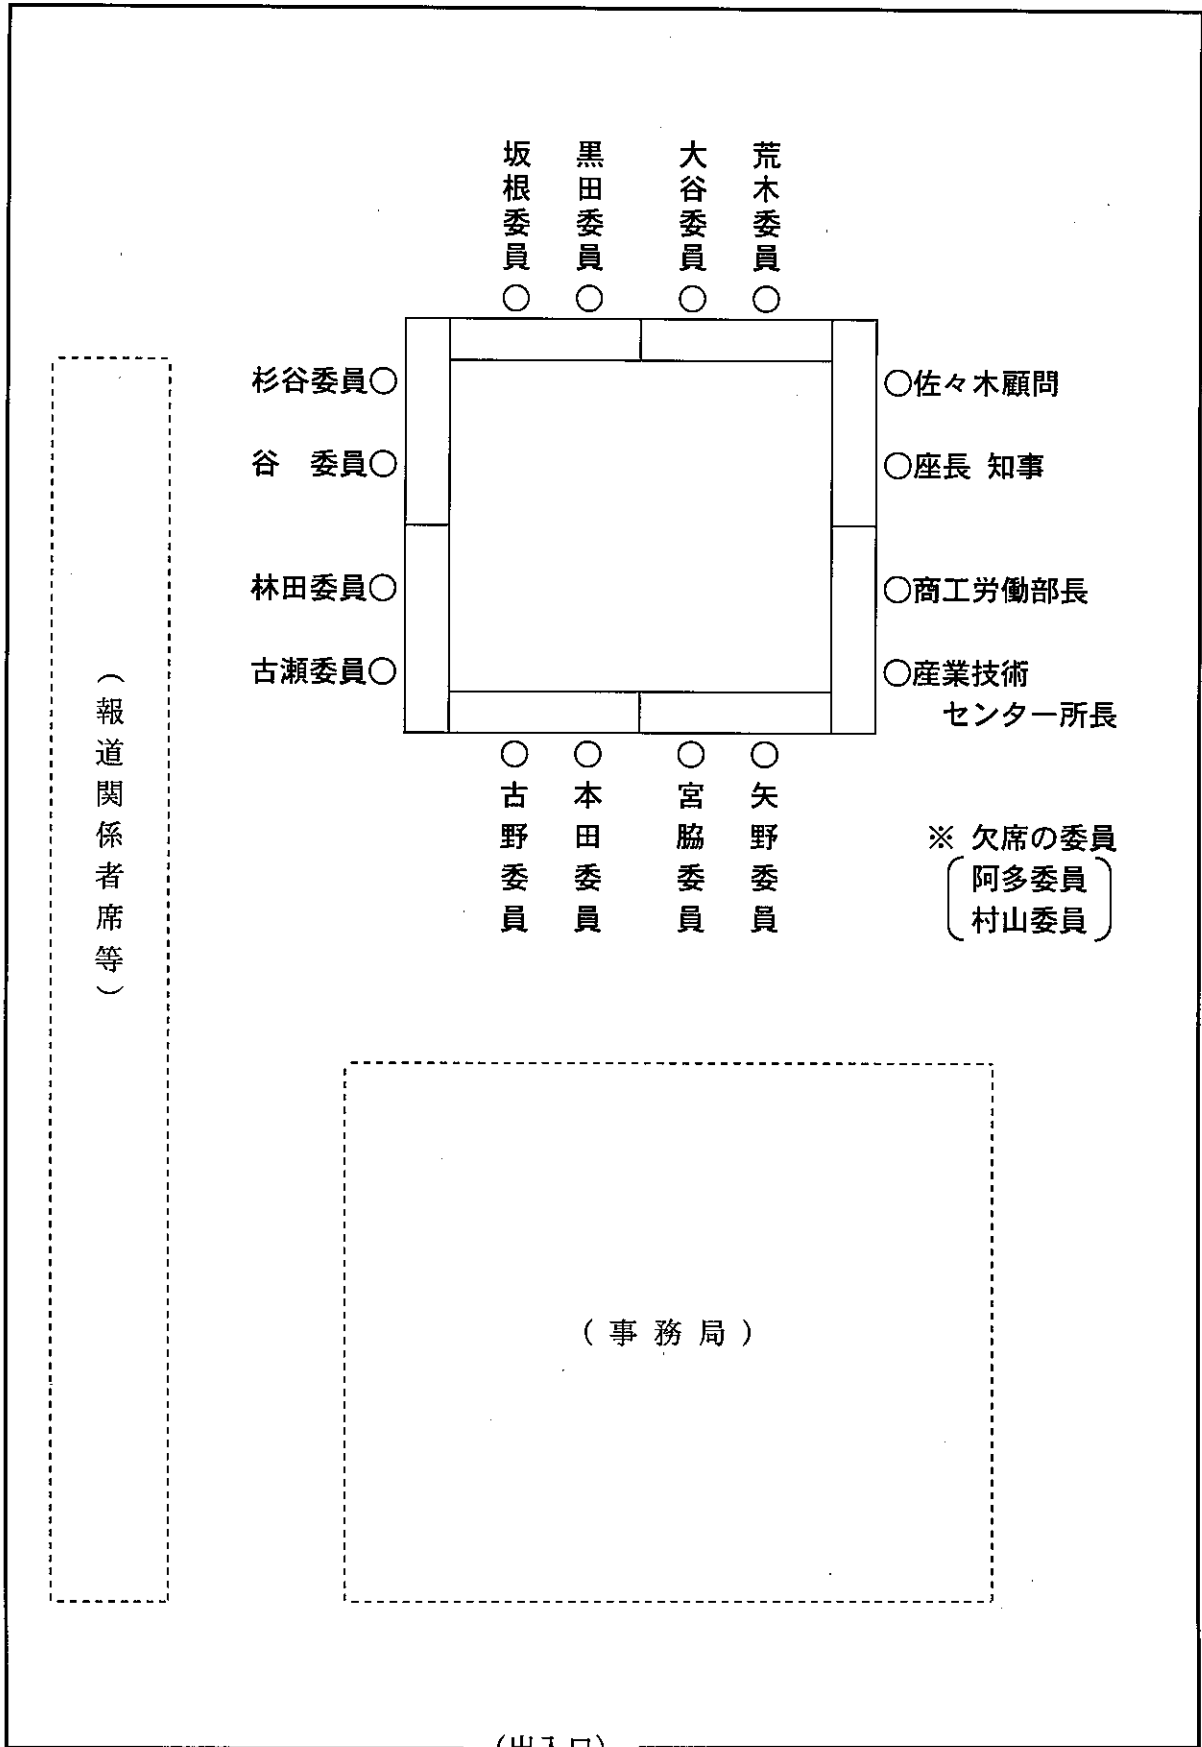 坂根委員
黒田委員
大谷委員
荒木委員
杉谷委員
谷　委員
林田委員
古瀬委員
佐々木顧問
座長 知事
商工労働部長
産業技術
センター所長
古野委員
本田委員
宮脇委員
矢野委員
※ 欠席の委員
阿多委員
村山委員
（報道関係者席等）
（事務局）
（出入口）